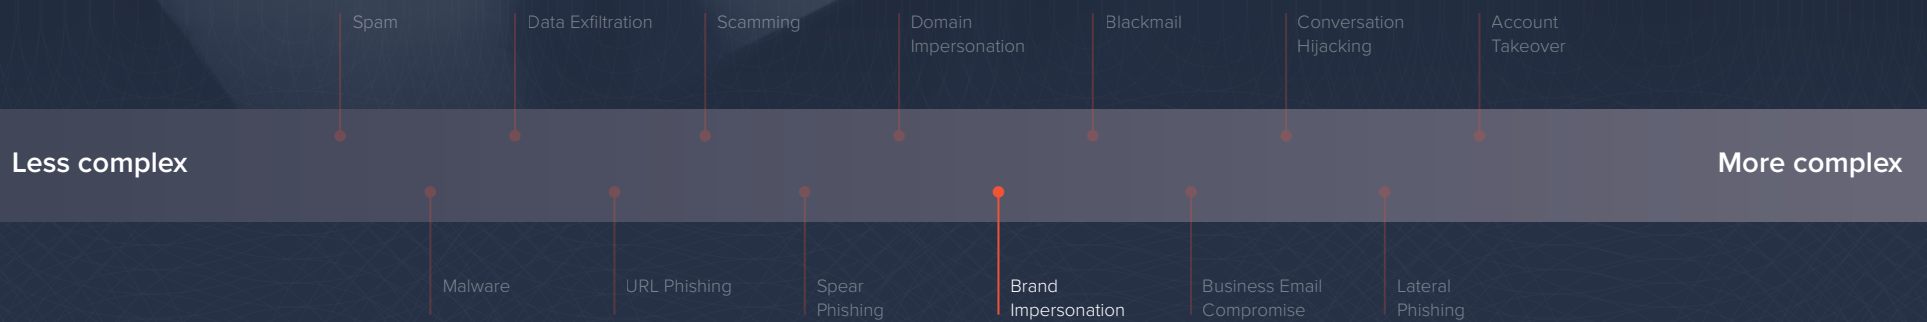 Spam
Data Exfiltration
Scamming
Domain
Impersonation
Blackmail
Conversation
Hijacking
Account
Takeover
Less complex
More complex
Malware
URL Phishing
Spear
Phishing
Brand
Impersonation
Business Email
Compromise
Lateral
Phishing